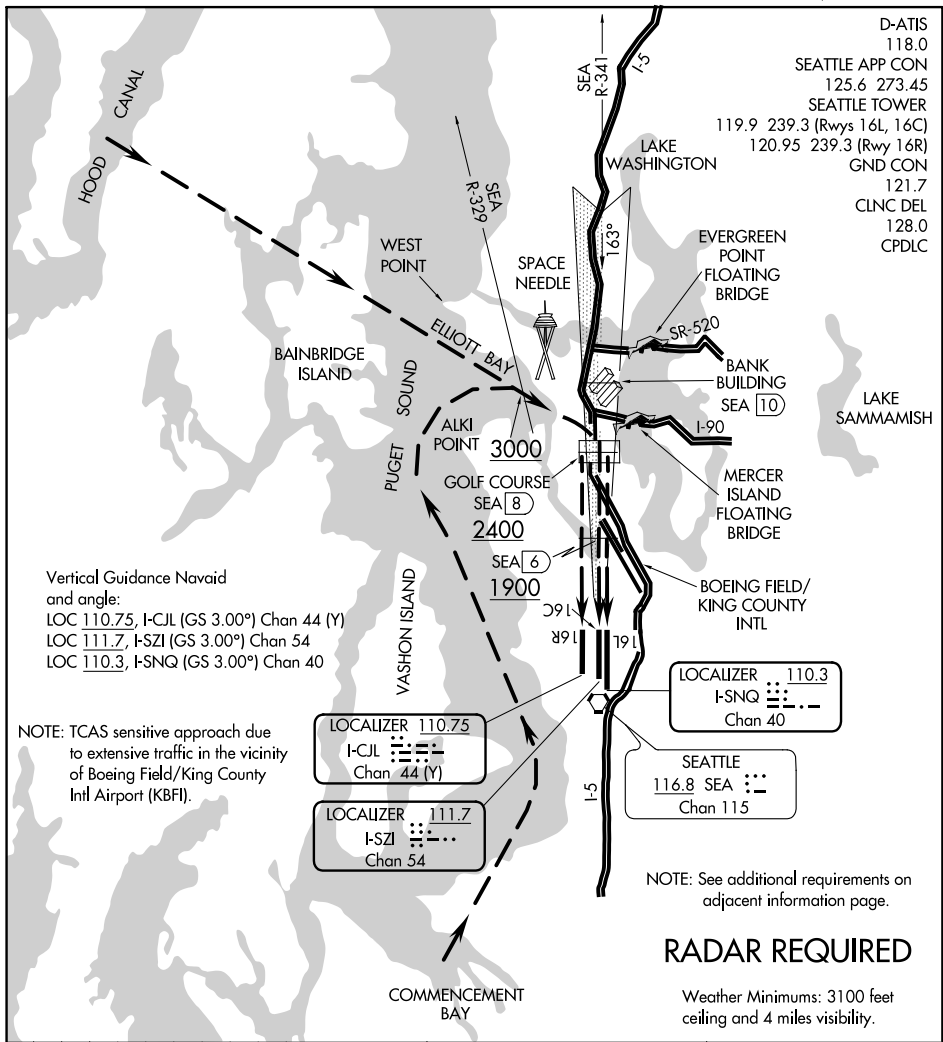 D-ATIS
118.0
SEATTLE APP CON
125.6 273.45
SEATTLE TOWER
119.9 239.3 (Rwys 16L, 16C)
120.95 239.3 (Rwy 16R)
GND CON
121.7
CLNC DEL
128.0
CPDLC
HOOD CANAL
SEA
R-341
I-5
SEA
R-329
LAKE
WASHINGTON
163°
WEST
POINT
SPACE
NEEDLE
EVERGREEN
POINT
FLOATING
BRIDGE
SR-520
ELLIOTT BAY
BAINBRIDGE
ISLAND
BANK
BUILDING
SEA 10
LAKE
SAMMAMISH
PUGET SOUND
ALKI
POINT
3000
I-90
GOLF COURSE
SEA 8
2400
MERCER
ISLAND
FLOATING
BRIDGE
SEA 6
1900
BOEING FIELD/
KING COUNTY
INTL
16C
16R
16L
Vertical Guidance Navaid
and angle:
LOC 110.75, I-CJL (GS 3.00°) Chan 44 (Y)
LOC 111.7, I-SZI (GS 3.00°) Chan 54
LOC 110.3, I-SNQ (GS 3.00°) Chan 40
VASHON ISLAND
NOTE: TCAS sensitive approach due
to extensive traffic in the vicinity
of Boeing Field/King County
Intl Airport (KBFI).
LOCALIZER 110.3
I-SNQ
Chan 40
LOCALIZER 110.75
I-CJL
Chan 44 (Y)
SEATTLE
116.8 SEA
Chan 115
I-5
LOCALIZER 111.7
I-SZI
Chan 54
NOTE: See additional requirements on
adjacent information page.
RADAR REQUIRED
COMMENCEMENT
BAY
Weather Minimums: 3100 feet
ceiling and 4 miles visibility.